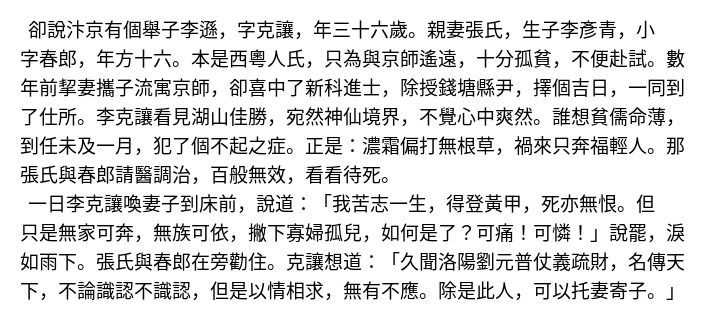 卻說汴京有個舉子李遜，字克讓，年三十六歲。親妻張氏，生子李彥青，小
字春郎，年方十六。本是西粵人氏，只為與京師遙遠，十分孤貧，不便赴試。數
年前挈妻攜子流寓京師，卻喜中了新科進士，除授錢塘縣尹，擇個吉日，一同到
了仕所。李克讓看見湖山佳勝，宛然神仙境界，不覺心中爽然。誰想貧儒命薄，
到任未及一月，犯了個不起之症。正是：濃霜偏打無根草，禍來只奔福輕人。那
張氏與春郎請醫調治，百般無效，看看待死。
一日李克讓喚妻子到床前，說道：「我苦志一生，得登黃甲，死亦無恨。但
只是無家可奔，無族可依，撇下寡婦孤兒，如何是了？可痛！可憐！」說罷，淚
如雨下。張氏與春郎在旁勸住。克讓想道：「久聞洛陽劉元普仗義疏財，名傳天
下，不論識認不識認，但是以情相求，無有不應。除是此人，可以托妻寄子。」